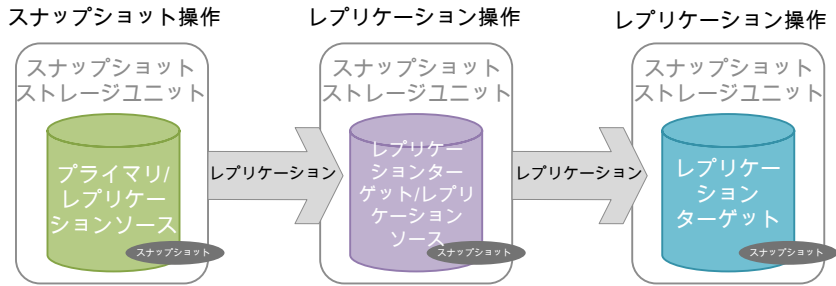 スナップショット操作
レプリケーション操作
レプリケーション操作
スナップショット
ストレージユニット
プライマリ/
レプリケー
ションソース
スナップショット
レプリケーション
スナップショット
ストレージユニット
レプリケー
ションター
ゲット/レプリ
ケーション
ソース
スナップショット
レプリケーション
スナップショット
ストレージユニット
レプリケー
ション
ターゲット
スナップショット